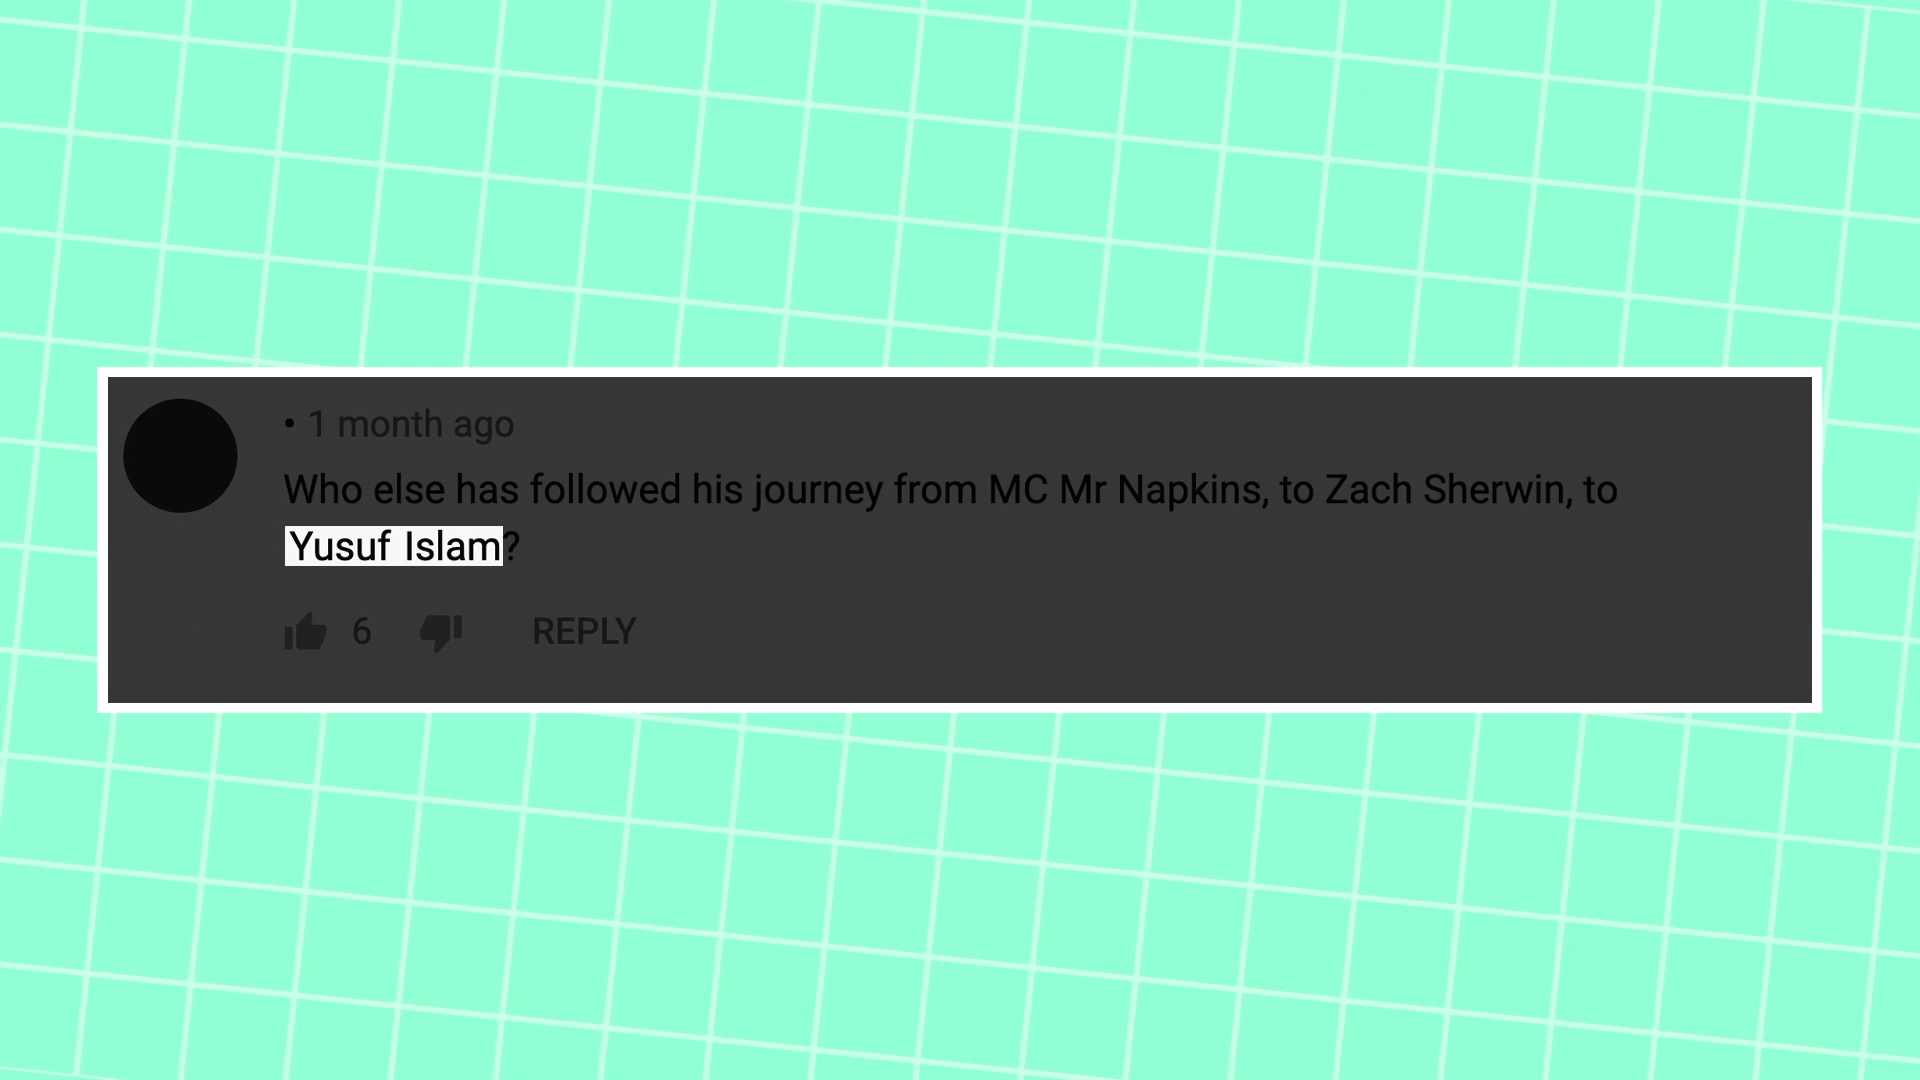 • 1 month ago
Who else has followed his journey from MC Mr Napkins, to Zach Sherwin, to
Yusuf Islam?
6 REPLY